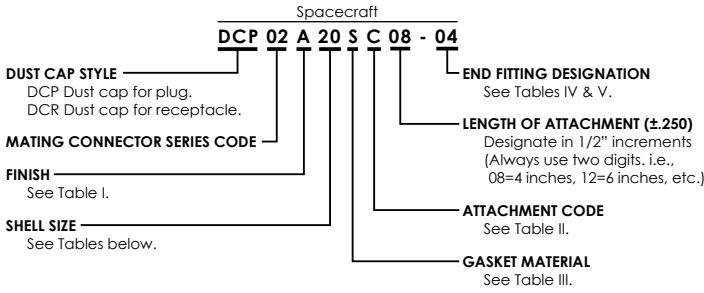 Spacecraft
DCP 02 A 20 S C 08 - 04
DUST CAP STYLE
DCP Dust cap for plug.
DCR Dust cap for receptacle.
MATING CONNECTOR SERIES CODE
FINISH
See Table I.
SHELL SIZE
See Tables below.
END FITTING DESIGNATION
See Tables IV & V.
LENGTH OF ATTACHMENT (±.250)
Designate in 1/2" increments
(Always use two digits. i.e.,
08=4 inches, 12=6 inches, etc.)
ATTACHMENT CODE
See Table II.
GASKET MATERIAL
See Table III.